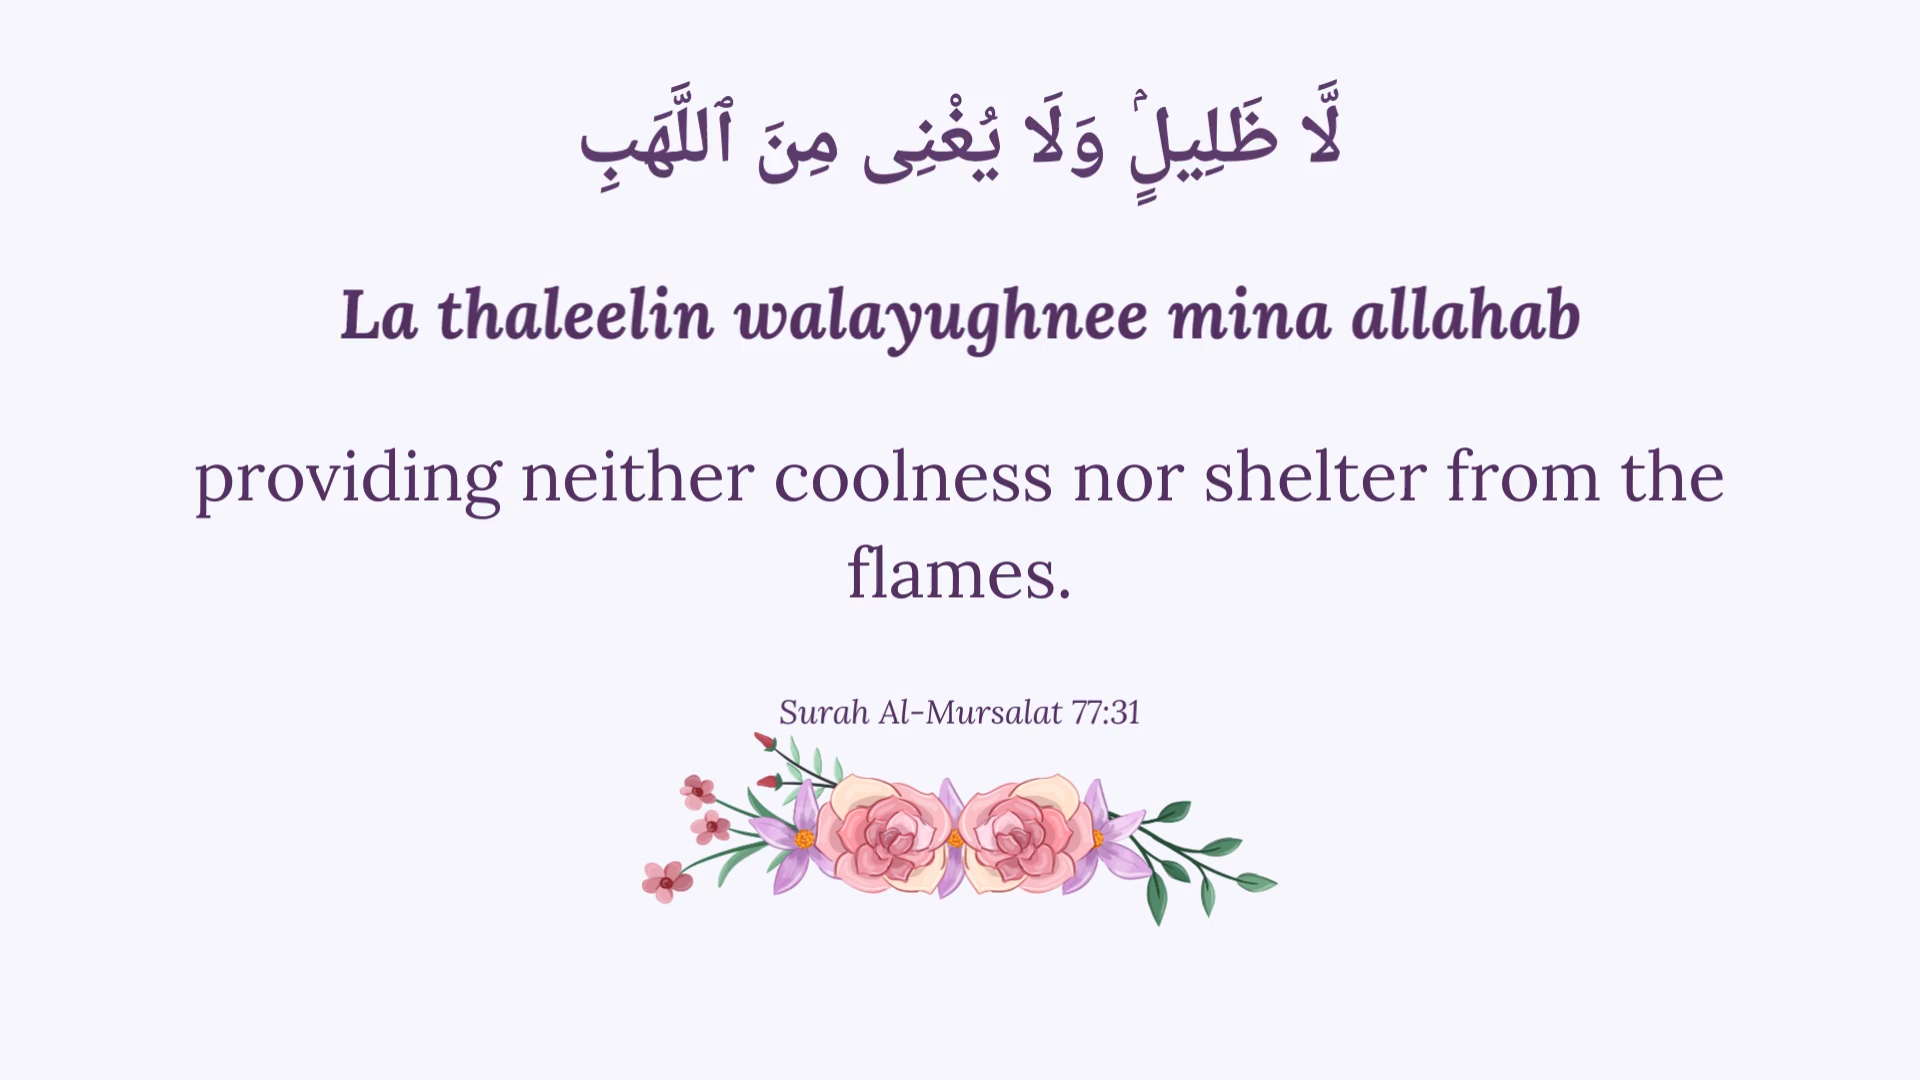 لَّا ظَلِيلٍۢ وَلَا يُغْنِى مِنَ ٱللَّهَبِ
La thaleelin walayughnee mina allahab
providing neither coolness nor shelter from the
flames.
Surah Al-Mursalat 77:31